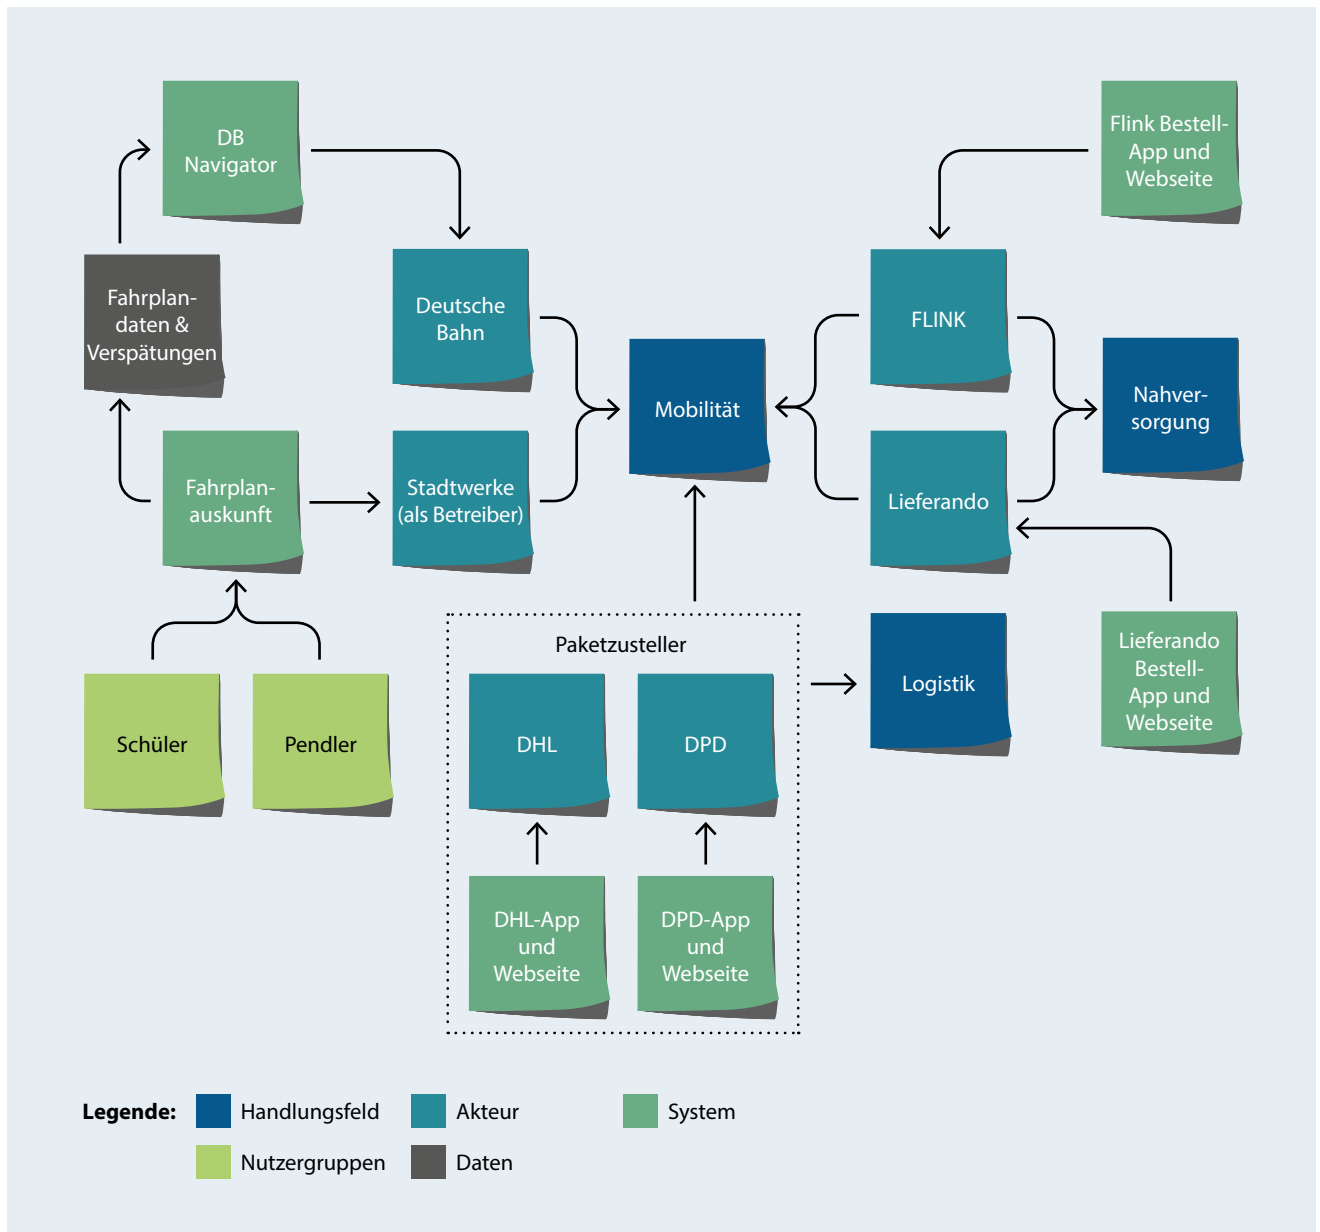 DB
Navigator
Flink Bestell-
App und
Webseite
Fahrplan-
daten &
Verspätungen
Deutsche
Bahn
FLINK
Mobilität
Nahver-
sorgung
Fahrplan-
auskunft
Stadtwerke
(als Betreiber)
Lieferando
Paketzusteller
Lieferando
Bestell-
App und
Webseite
Logistik
Schüler
Pendler
DHL
DPD
DHL-App
und
Webseite
DPD-App
und
Webseite
Legende:
Handlungsfeld
Akteur
System
Nutzergruppen
Daten